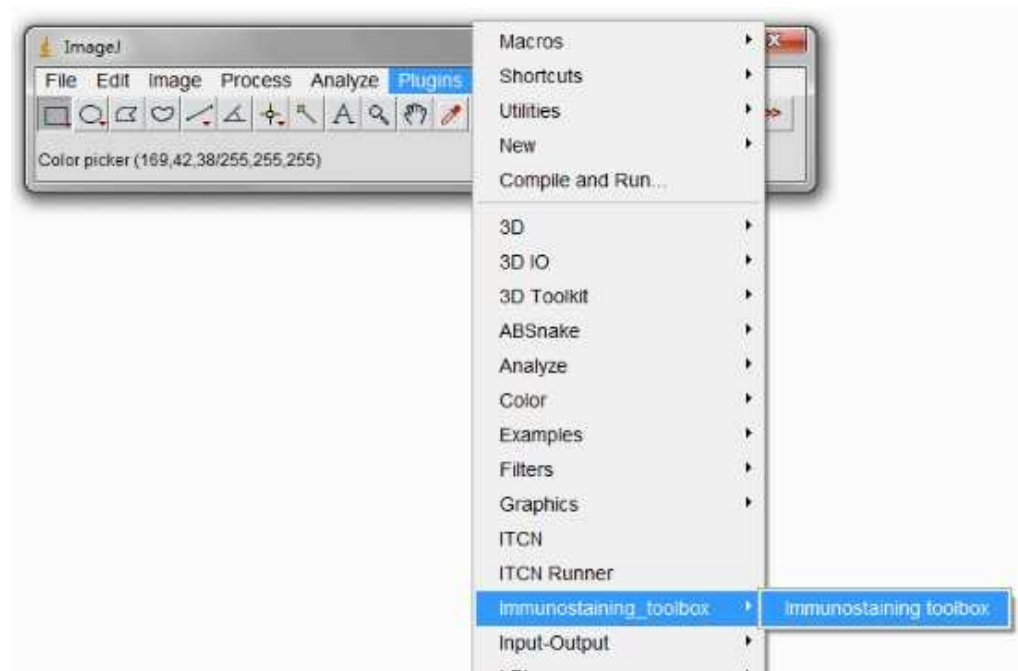 ImageJ
File Edit Image Process Analyze Plugins
A
Color picker (169,42,38/255,255,255)
Macros
Shortcuts
Utilities
New
Compile and Run...
3D
3D IO
3D Toolkit
ABSnake
Analyze
Color
Examples
Filters
Graphics
ITCN
ITCN Runner
Immunostaining_toolbox
Immunostaining toolbox
Input-Output